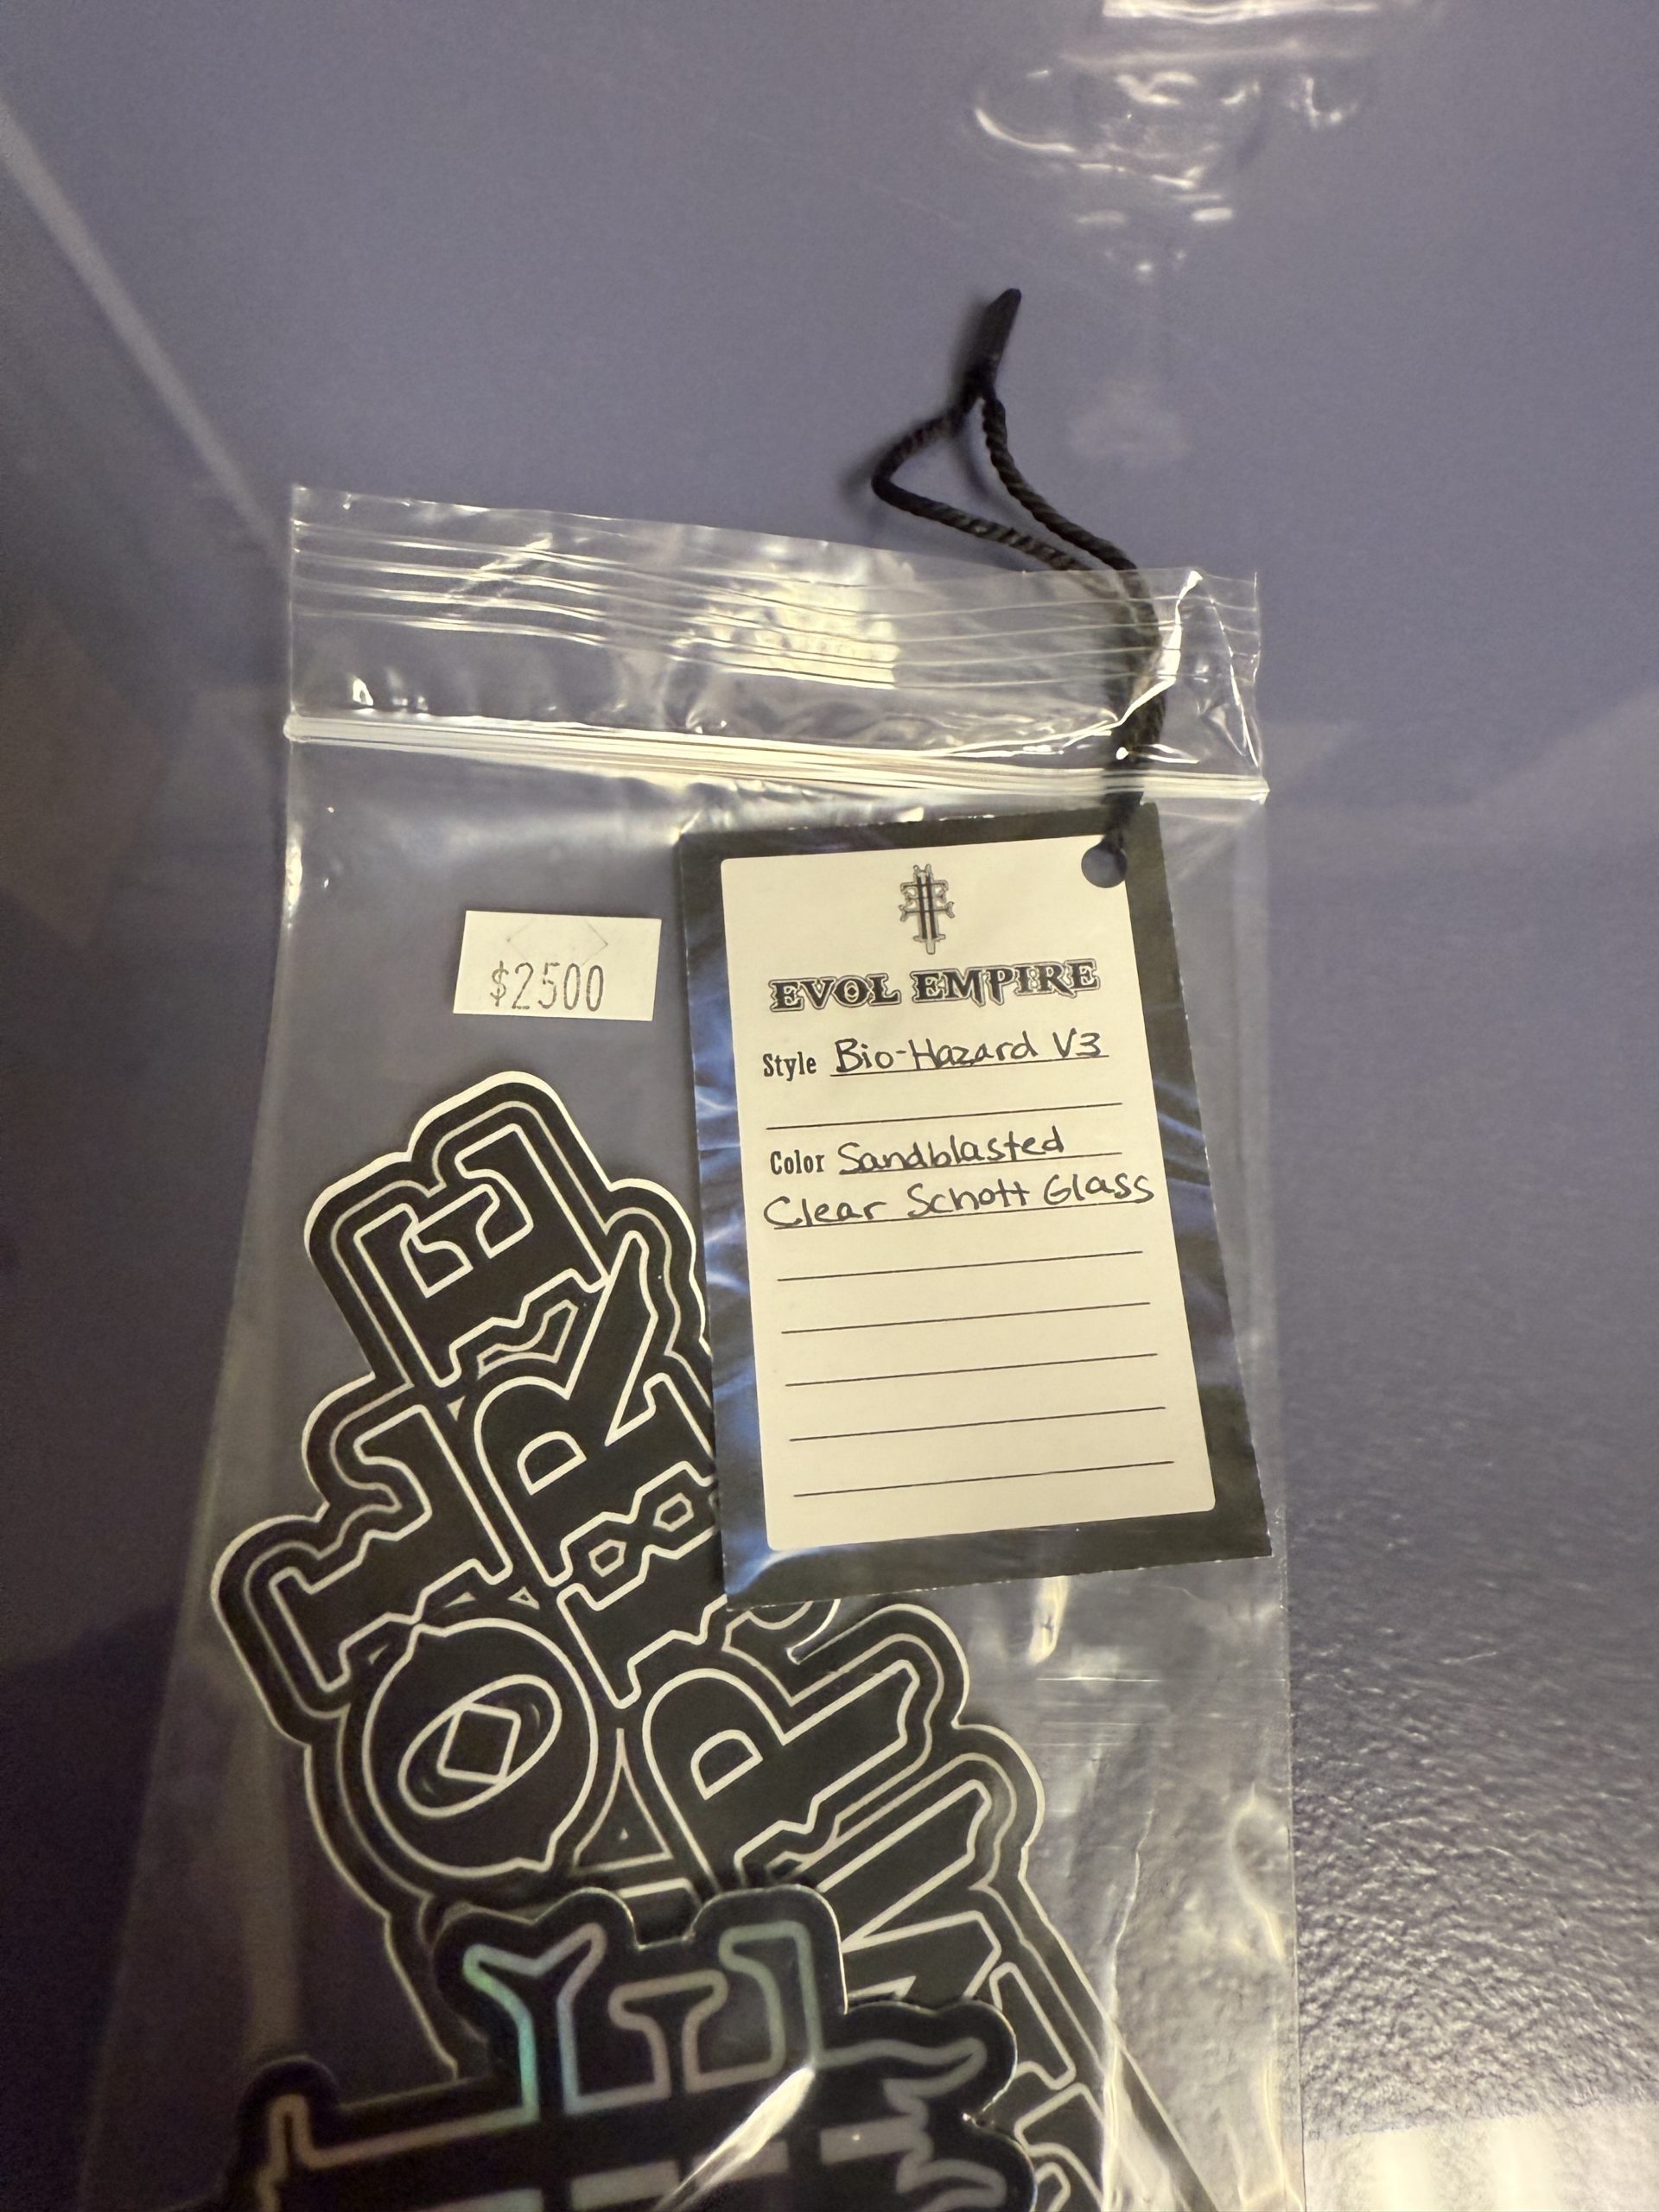 $2500
EVOL EMPIRE
Style Bio-Hazard V3
Color Sandblasted
Clear Schott Glass